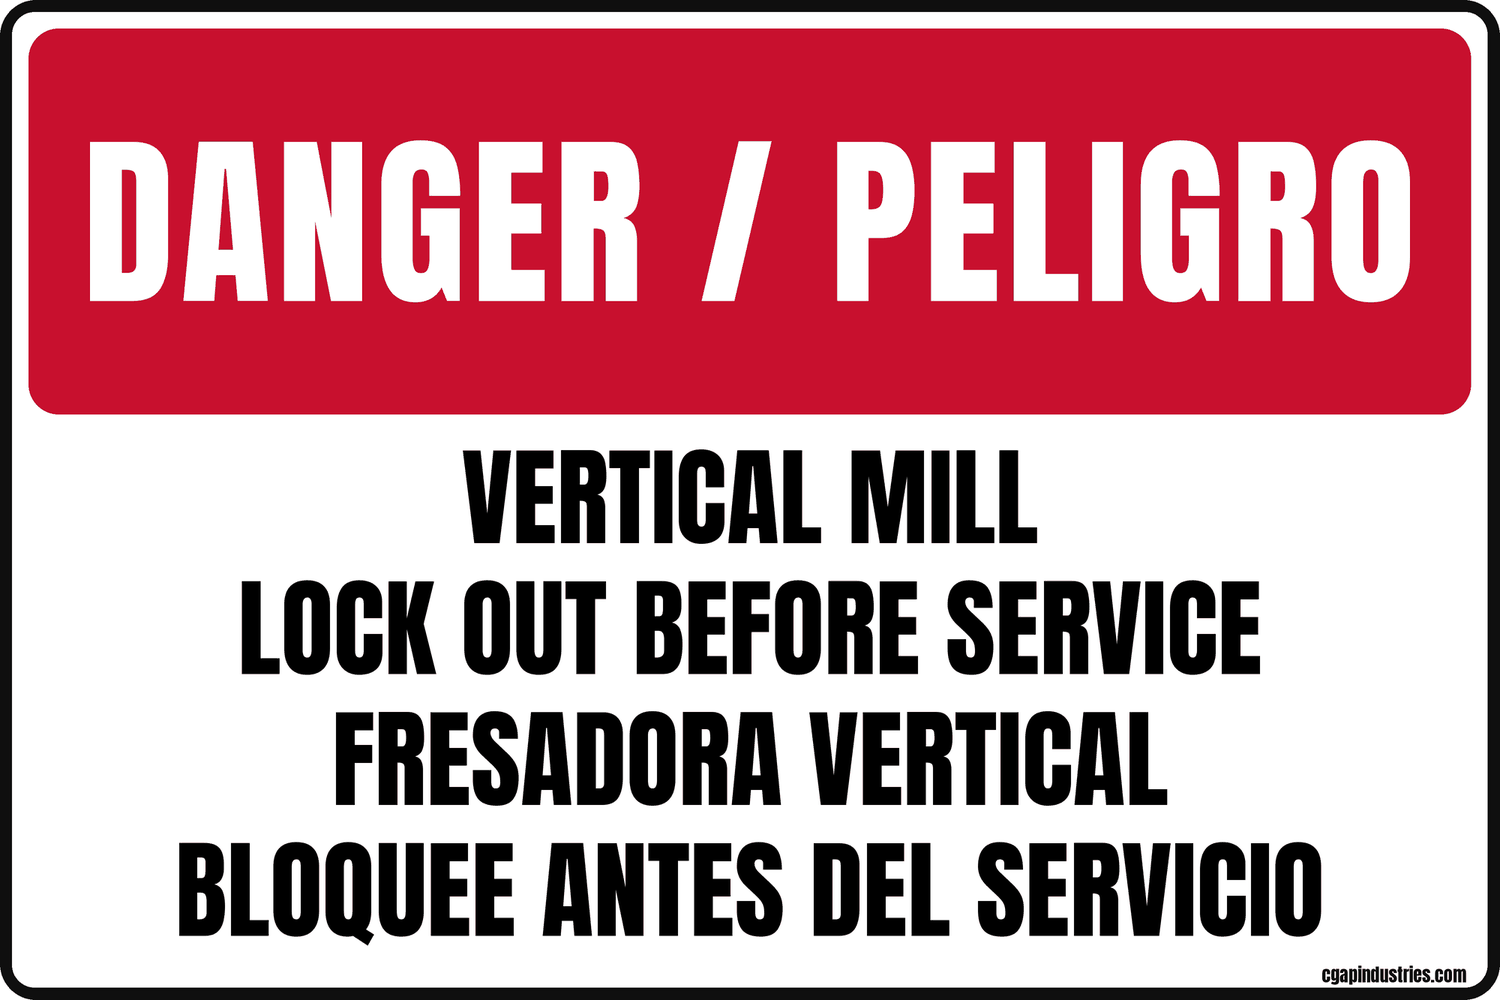 DANGER / PELIGRO
VERTICAL MILL
LOCK OUT BEFORE SERVICE
FRESADORA VERTICAL
BLOQUEE ANTES DEL SERVICIO
cgapindustries.com